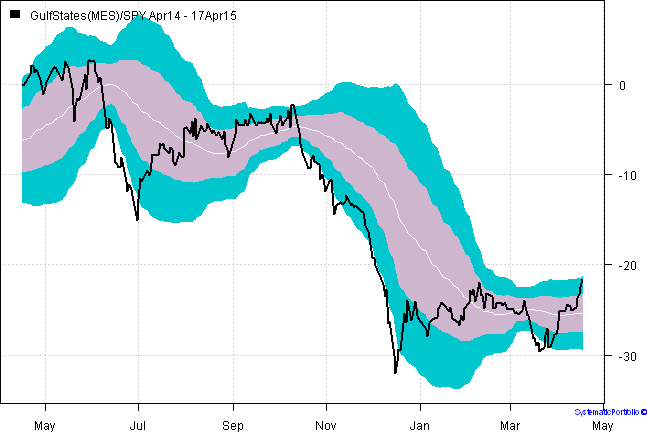 GulfStates(MES)/SPY Apr14 - 17Apr15
0
-10
-20
-30
SystematicPortfolio ©
May Jul Sep Nov Jan Mar May